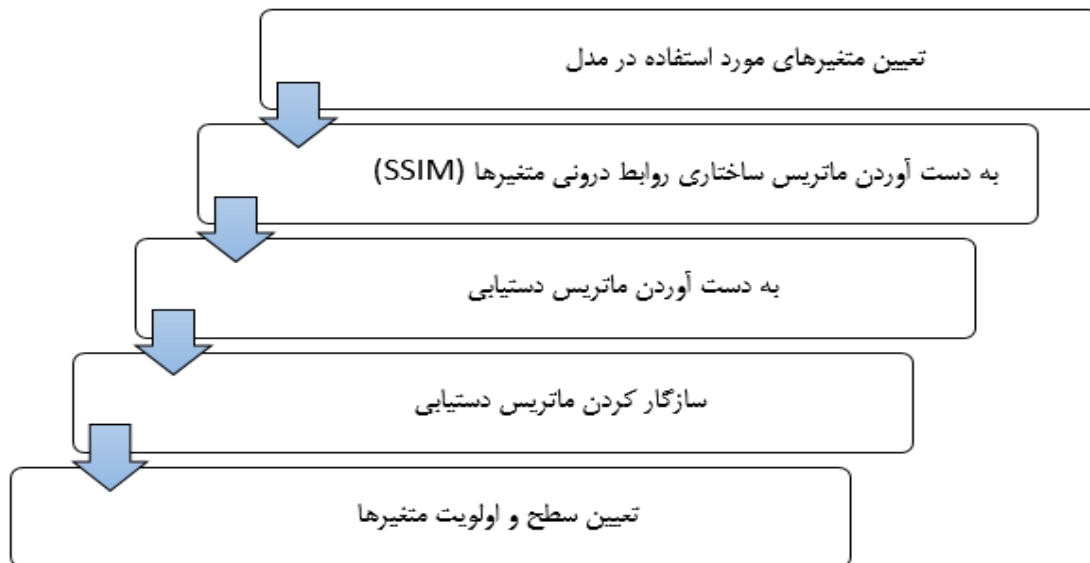 تعیین متغیرهای مورد استفاده در مدل
به دست آوردن ماتریس ساختاری روابط درونی متغیرها (SSIM)
به دست آوردن ماتریس دستیابی
سازگار کردن ماتریس دستیابی
تعیین سطح و اولویت متغیرها